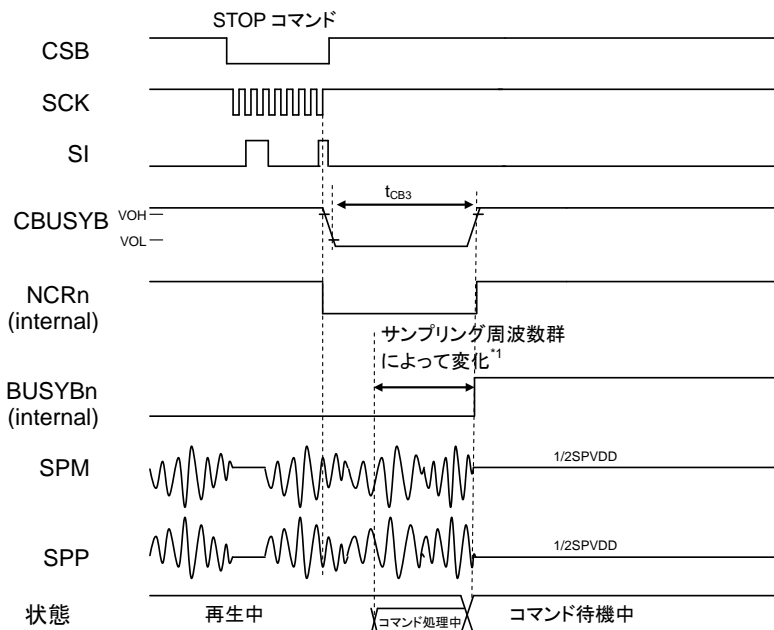 STOP コマンド
CSB
SCK
SI
tCB3
CBUSYB
VOH
VOL
NCRn
(internal)
サンプリング周波数群
によって変化*1
BUSYBn
(internal)
SPM
1/2SPVDD
SPP
1/2SPVDD
状態
再生中
コマンド処理中
コマンド待機中